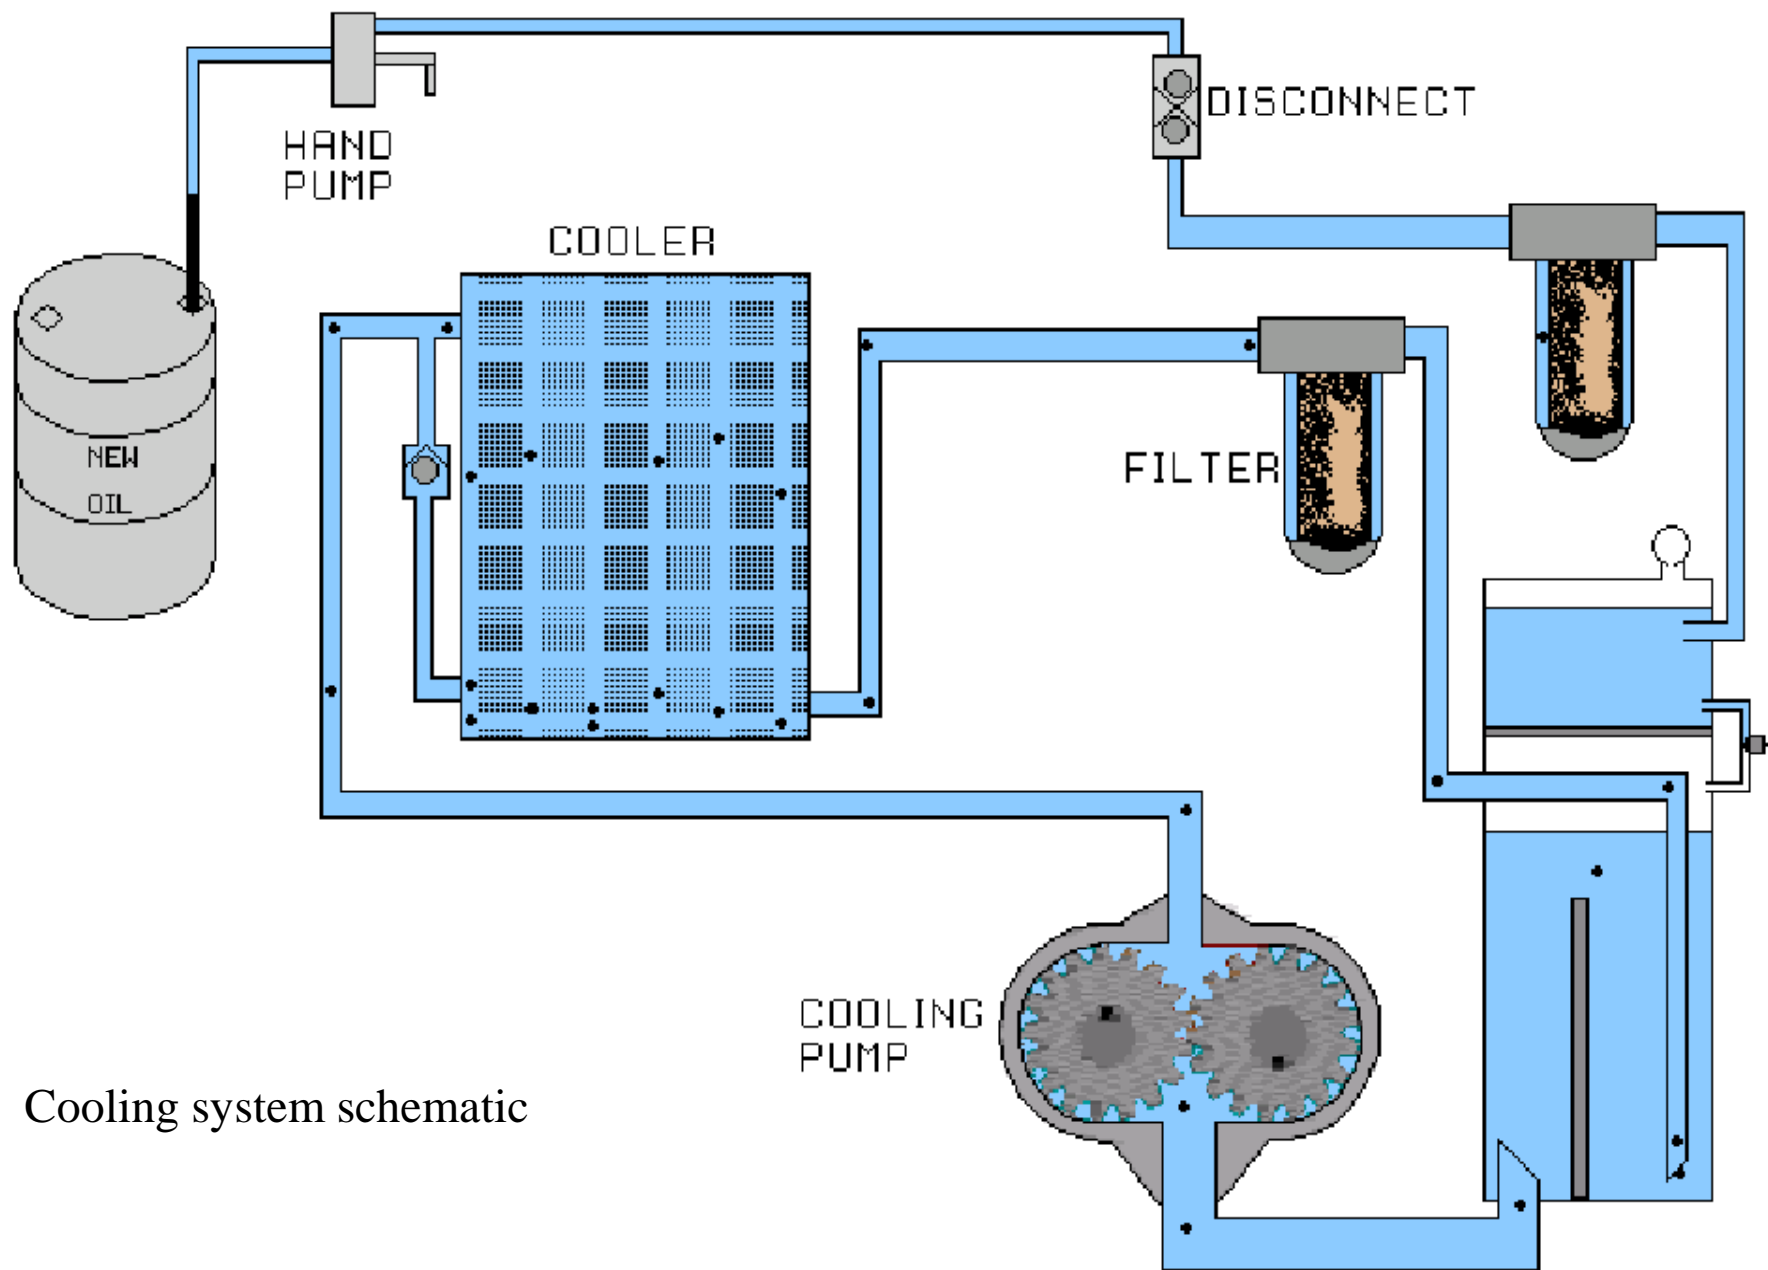 DISCONNECT
HAND
PUMP
COOLER
NEW
OIL
FILTER
COOLING
PUMP
Cooling system schematic